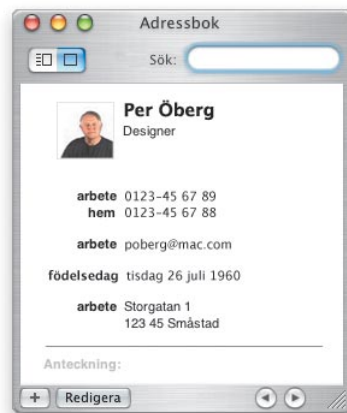 Adressbok
Sök:
Per Öberg
Designer
arbete 0123-45 67 89
hem 0123-45 67 88
arbete poberg@mac.com
födelsedag tisdag 26 juli 1960
arbete Storgatan 1
123 45 Småstad
Anteckning:
+ Redigera